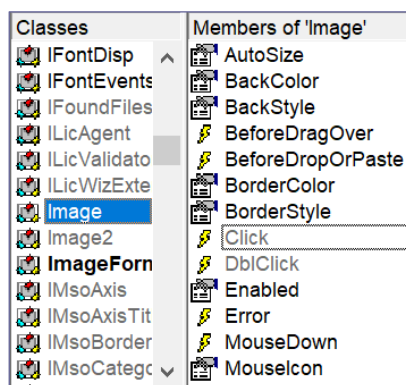 Classes
IFontDisp
IFontEvents
IFoundFiles
ILicAgent
ILicValidato
ILicWizExte
Image
Image2
ImageForn
IMsoAxis
IMsoAxisTit
IMsoBorder
IMsoCatego
Members of 'Image'
AutoSize
BackColor
BackStyle
BeforeDragOver
BeforeDropOrPaste
BorderColor
BorderStyle
Click
DblClick
Enabled
Error
MouseDown
MouseIcon